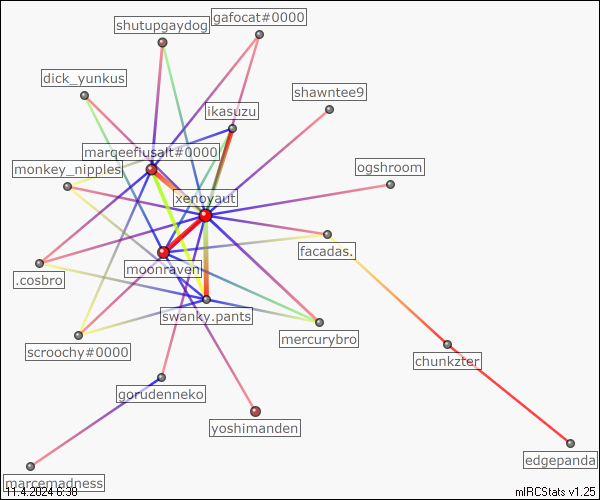 gafocat#0000
shutupgaydog
dick_yunkus
shawntee9
ikasuzu
marqeefiusalt#0000
monkey_nipples
ogshroom
xenoyaut
facadas.
moonraven
.cosbro
swanky.pants
mercurybro
scroochy#0000
chunkzter
gorudenneko
yoshimanden
edgepanda
marcemadness
11.4.2024 6:38
mIRCStats v1.25